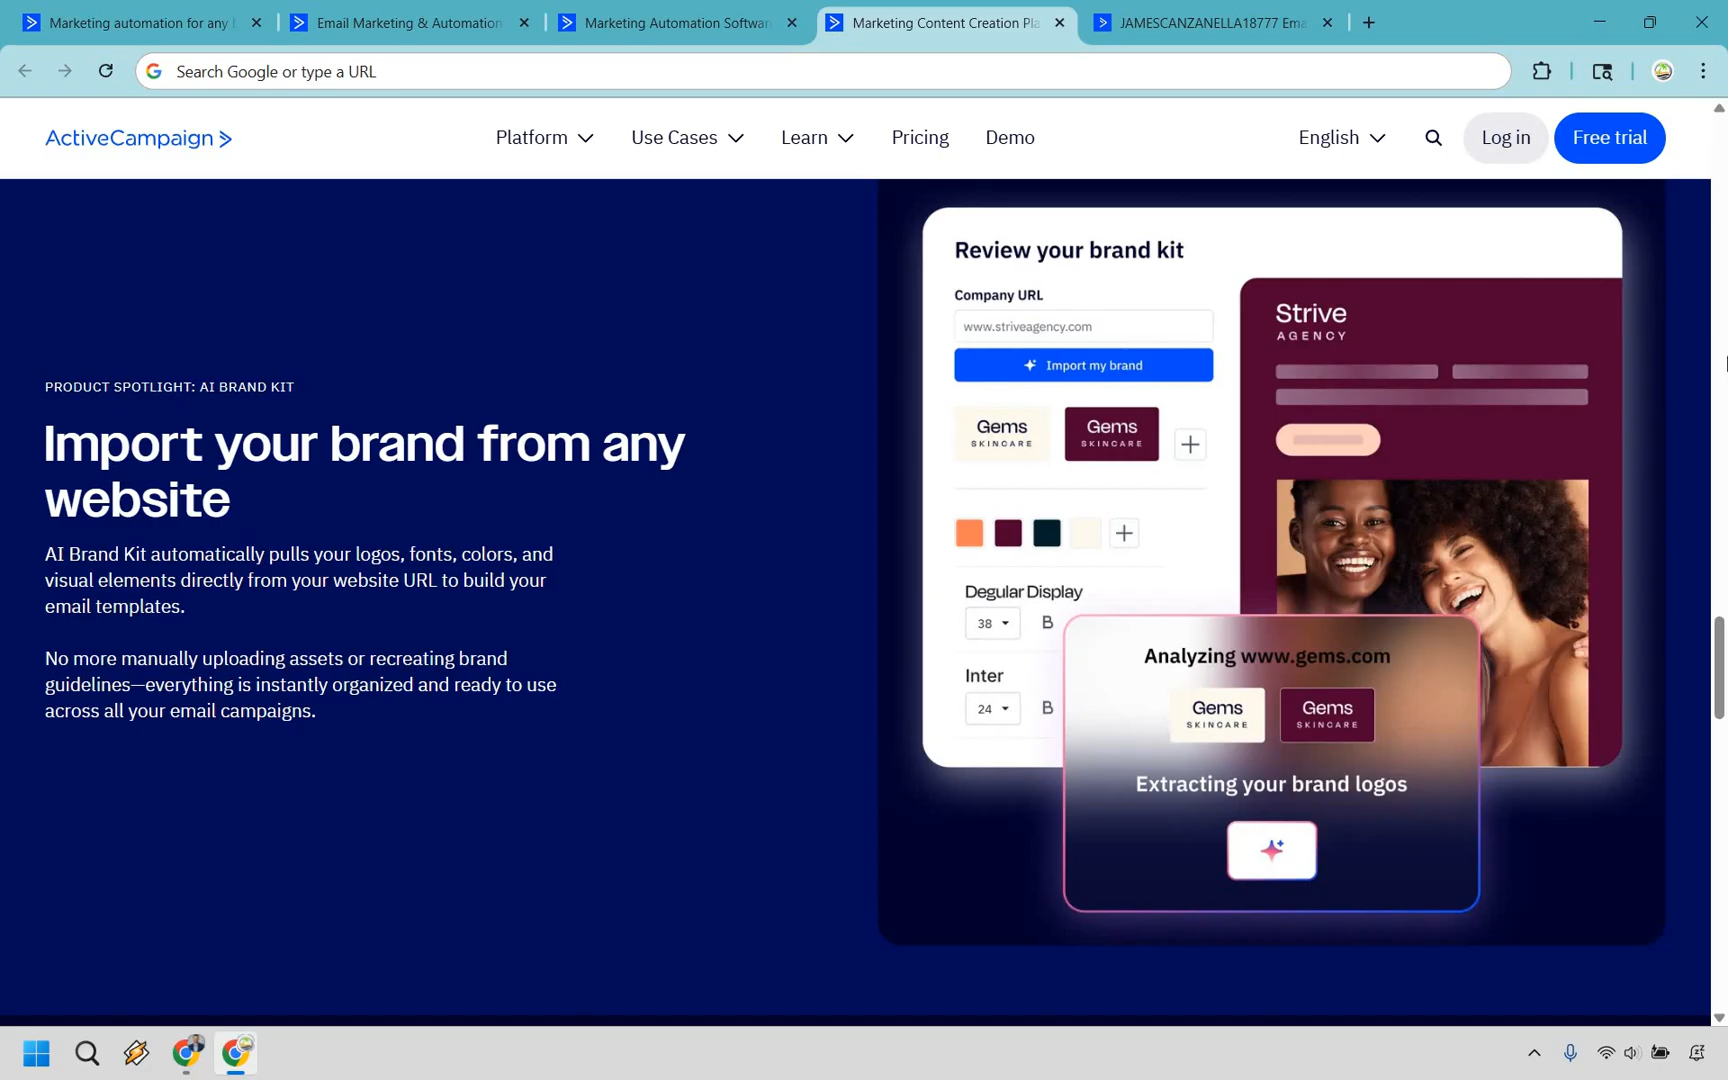 Marketing automation for any
Email Marketing & Automation
Marketing Automation Softwar
Marketing Content Creation Pla
JAMESCANZANELLA18777 Ema
Search Google or type a URL
ActiveCampaign >
Platform
Use Cases
Learn
Pricing
Demo
English
Log in
Free trial
PRODUCT SPOTLIGHT: AI BRAND KIT
Import your brand from any
website
AI Brand Kit automatically pulls your logos, fonts, colors, and
visual elements directly from your website URL to build your
email templates.
No more manually uploading assets or recreating brand
guidelines—everything is instantly organized and ready to use
across all your email campaigns.
Review your brand kit
Company URL
www.striveagency.com
Import my brand
Gems
SKINCARE
Gems
SKINCARE
Degular Display
38
B
Inter
24
B
Strive
AGENCY
Analyzing www.gems.com
Gems
SKINCARE
Gems
SKINCARE
Extracting your brand logos